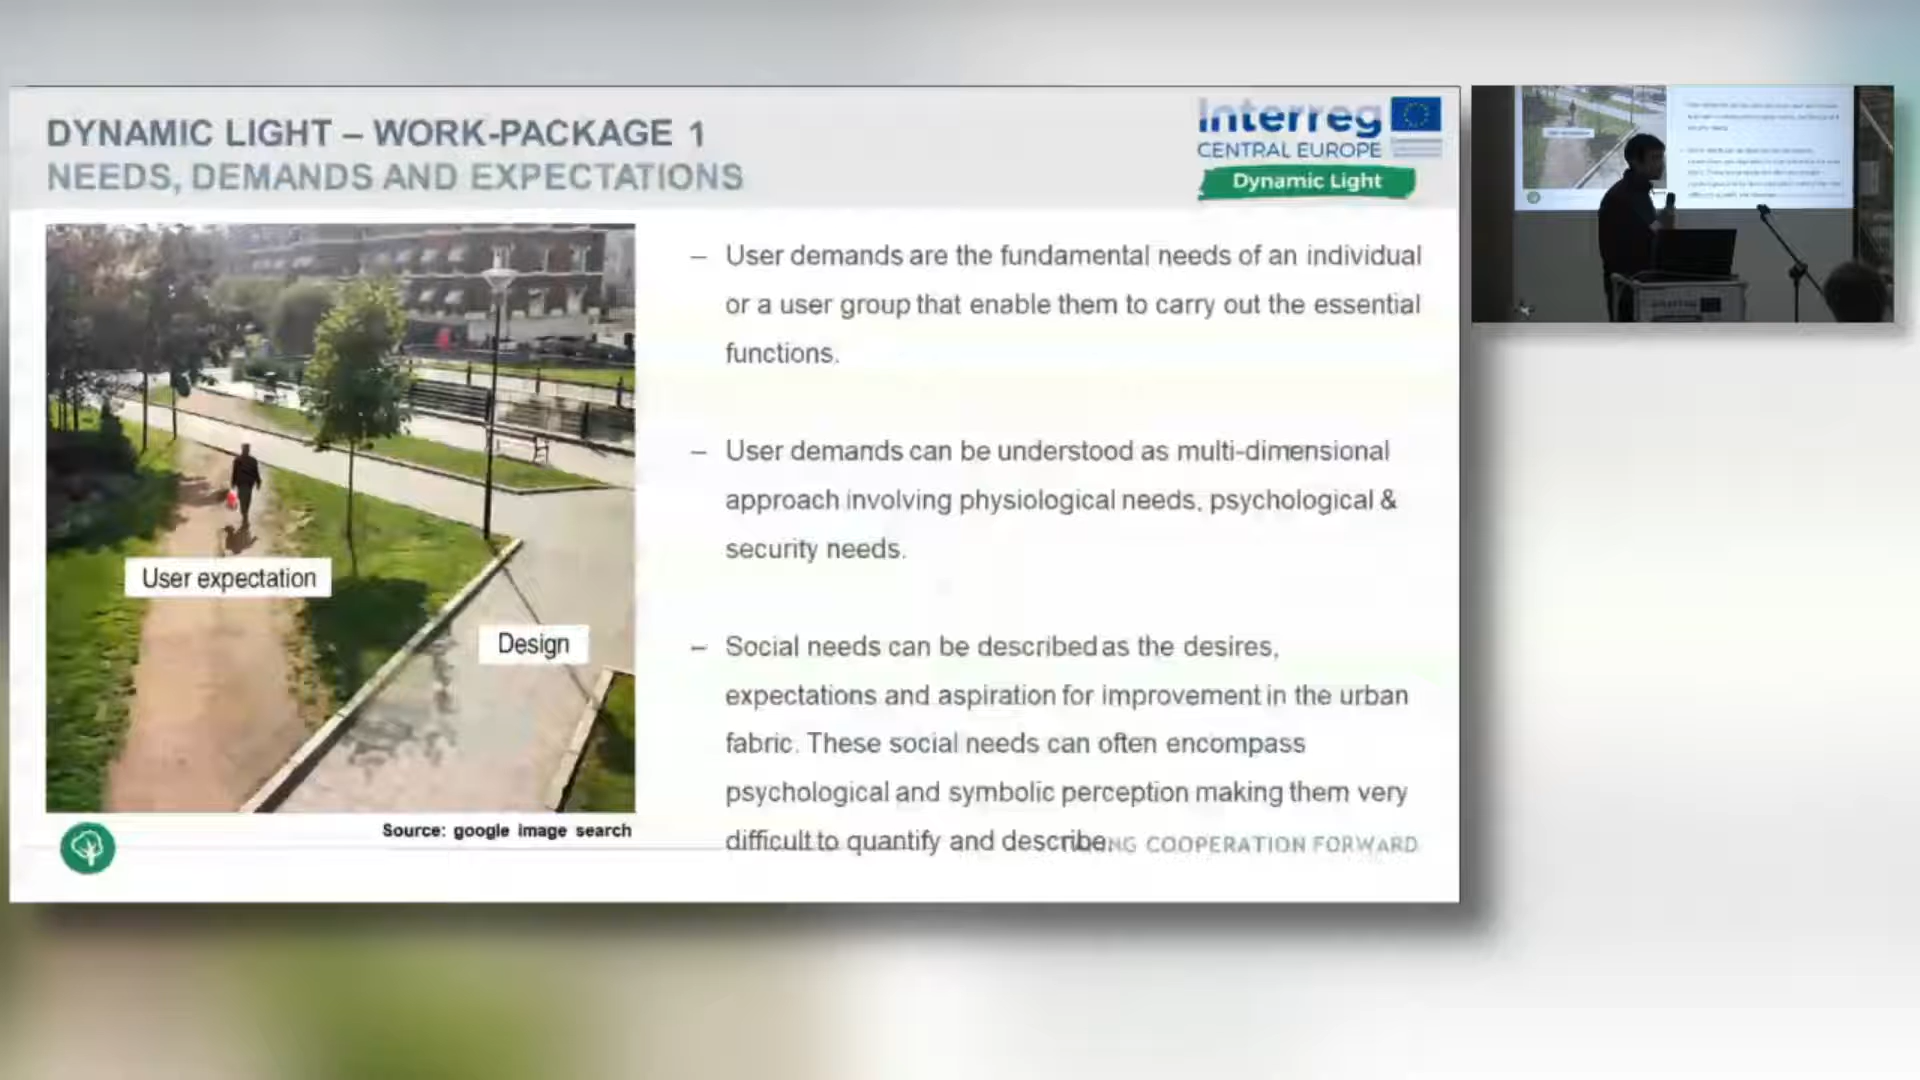 DYNAMIC LIGHT – WORK-PACKAGE 1
NEEDS, DEMANDS AND EXPECTATIONS
Interreg
CENTRAL EUROPE
Dynamic Light
User expectation
Design
Source: google image search
– User demands are the fundamental needs of an individual
or a user group that enable them to carry out the essential
functions.
– User demands can be understood as multi-dimensional
approach involving physiological needs, psychological &
security needs.
– Social needs can be described as the desires,
expectations and aspiration for improvement in the urban
fabric. These social needs can often encompass
psychological and symbolic perception making them very
difficult to quantify and describe.
COOPERATION FORWARD